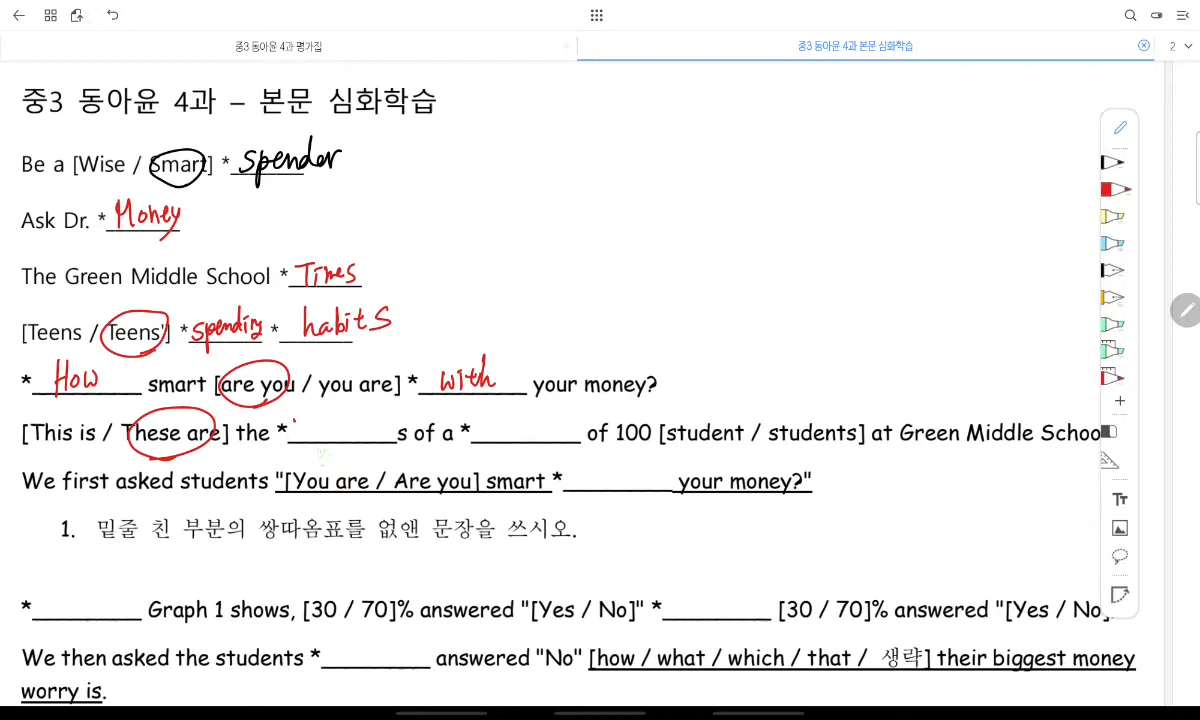 중3 동아윤 4과 평가집
중3 동아윤 4과 본문 심화학습
2
중3 동아윤 4과 – 본문 심화학습
Be a [Wise / Smart] *spender
Ask Dr. *Money
The Green Middle School *Times
[Teens / Teens'] *spending *habits
*How smart [are you / you are] *with your money?
[This is / These are] the *_________s of a *_________ of 100 [student / students] at Green Middle Schoo
We first asked students "[You are / Are you] smart *_________ your money?"
1. 밑줄 친 부분의 쌍따옴표를 없앤 문장을 쓰시오.
*_________ Graph 1 shows, [30 / 70]% answered "[Yes / No]" *_________ [30 / 70]% answered "[Yes / No].
We then asked the students *_________ answered "No" [how / what / which / that / 생략] their biggest money
worry is.
Tт